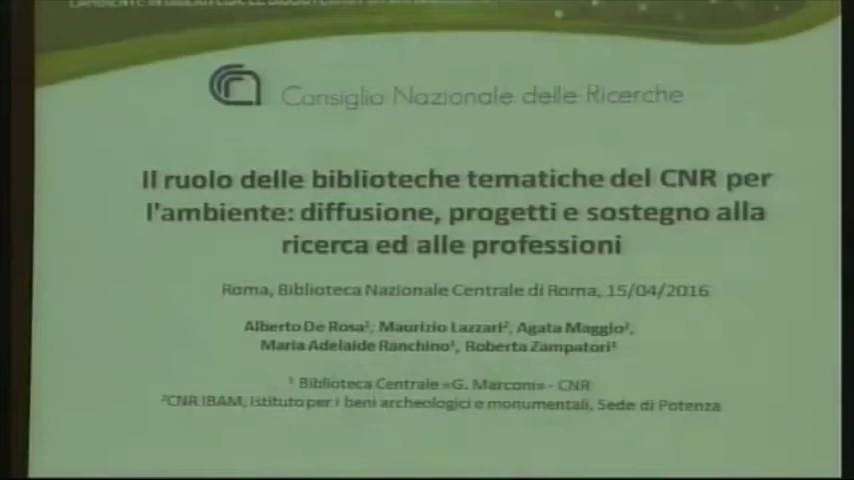 Consiglio Nazionale delle Ricerche
Il ruolo delle biblioteche tematiche del CNR per
l'ambiente: diffusione, progetti e sostegno alla
ricerca ed alle professioni
Roma, Biblioteca Nazionale Centrale di Roma, 15/04/2016
Alberto De Rosa², Maurizio Lazzari², Agata Maggio²,
Maria Adelaide Ranchino¹, Roberta Zampatori¹
¹ Biblioteca Centrale «G. Marconi» - CNR
²CNR IBAM, Istituto per i beni archeologici e monumentali, Sede di Potenza